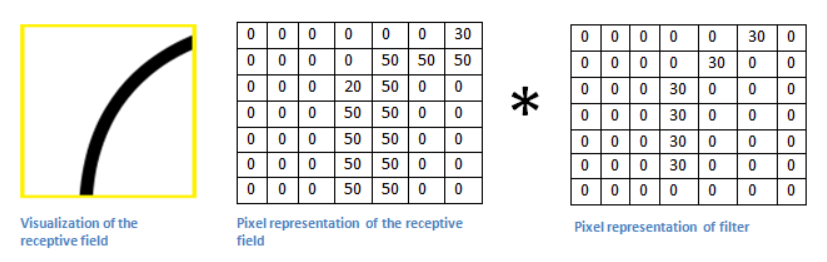 0 0 0 0 0 0 30
0 0 0 0 50 50 50
0 0 0 20 50 0 0
0 0 0 50 50 0 0
0 0 0 50 50 0 0
0 0 0 50 50 0 0
0 0 0 50 50 0 0
*
0 0 0 0 0 30 0
0 0 0 0 30 0 0
0 0 0 30 0 0 0
0 0 0 30 0 0 0
0 0 0 30 0 0 0
0 0 0 30 0 0 0
0 0 0 0 0 0 0
Visualization of the
receptive field
Pixel representation of the receptive
field
Pixel representation of filter